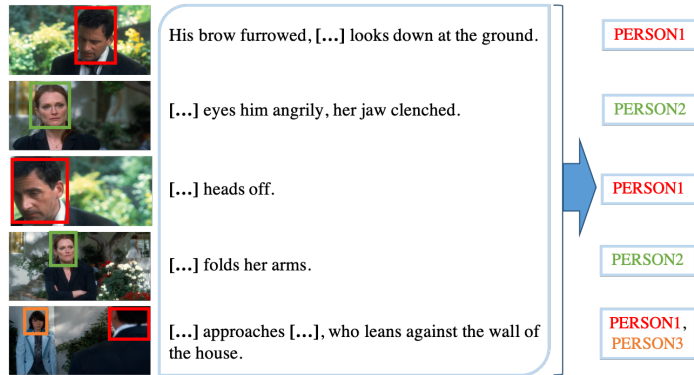 His brow furrowed, [...] looks down at the ground.
PERSON1
[...] eyes him angrily, her jaw clenched.
PERSON2
[...] heads off.
PERSON1
[...] folds her arms.
PERSON2
[...] approaches [...], who leans against the wall of
the house.
PERSON1,
PERSON3